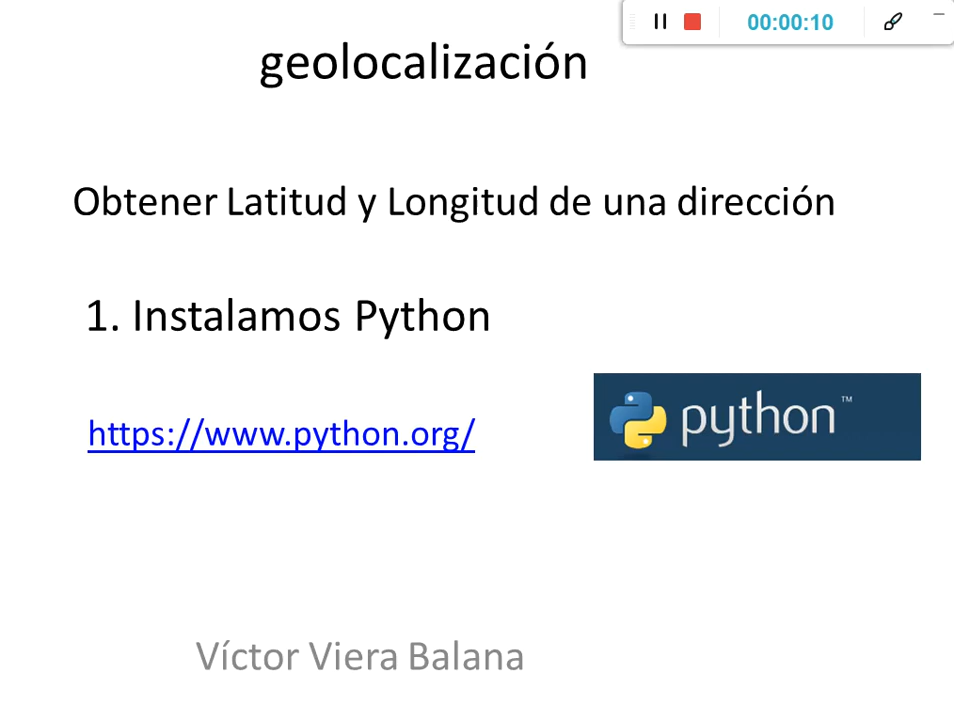 00:00:10
geolocalización
Obtener Latitud y Longitud de una dirección
1. Instalamos Python
https://www.python.org/
python™
Víctor Viera Balana